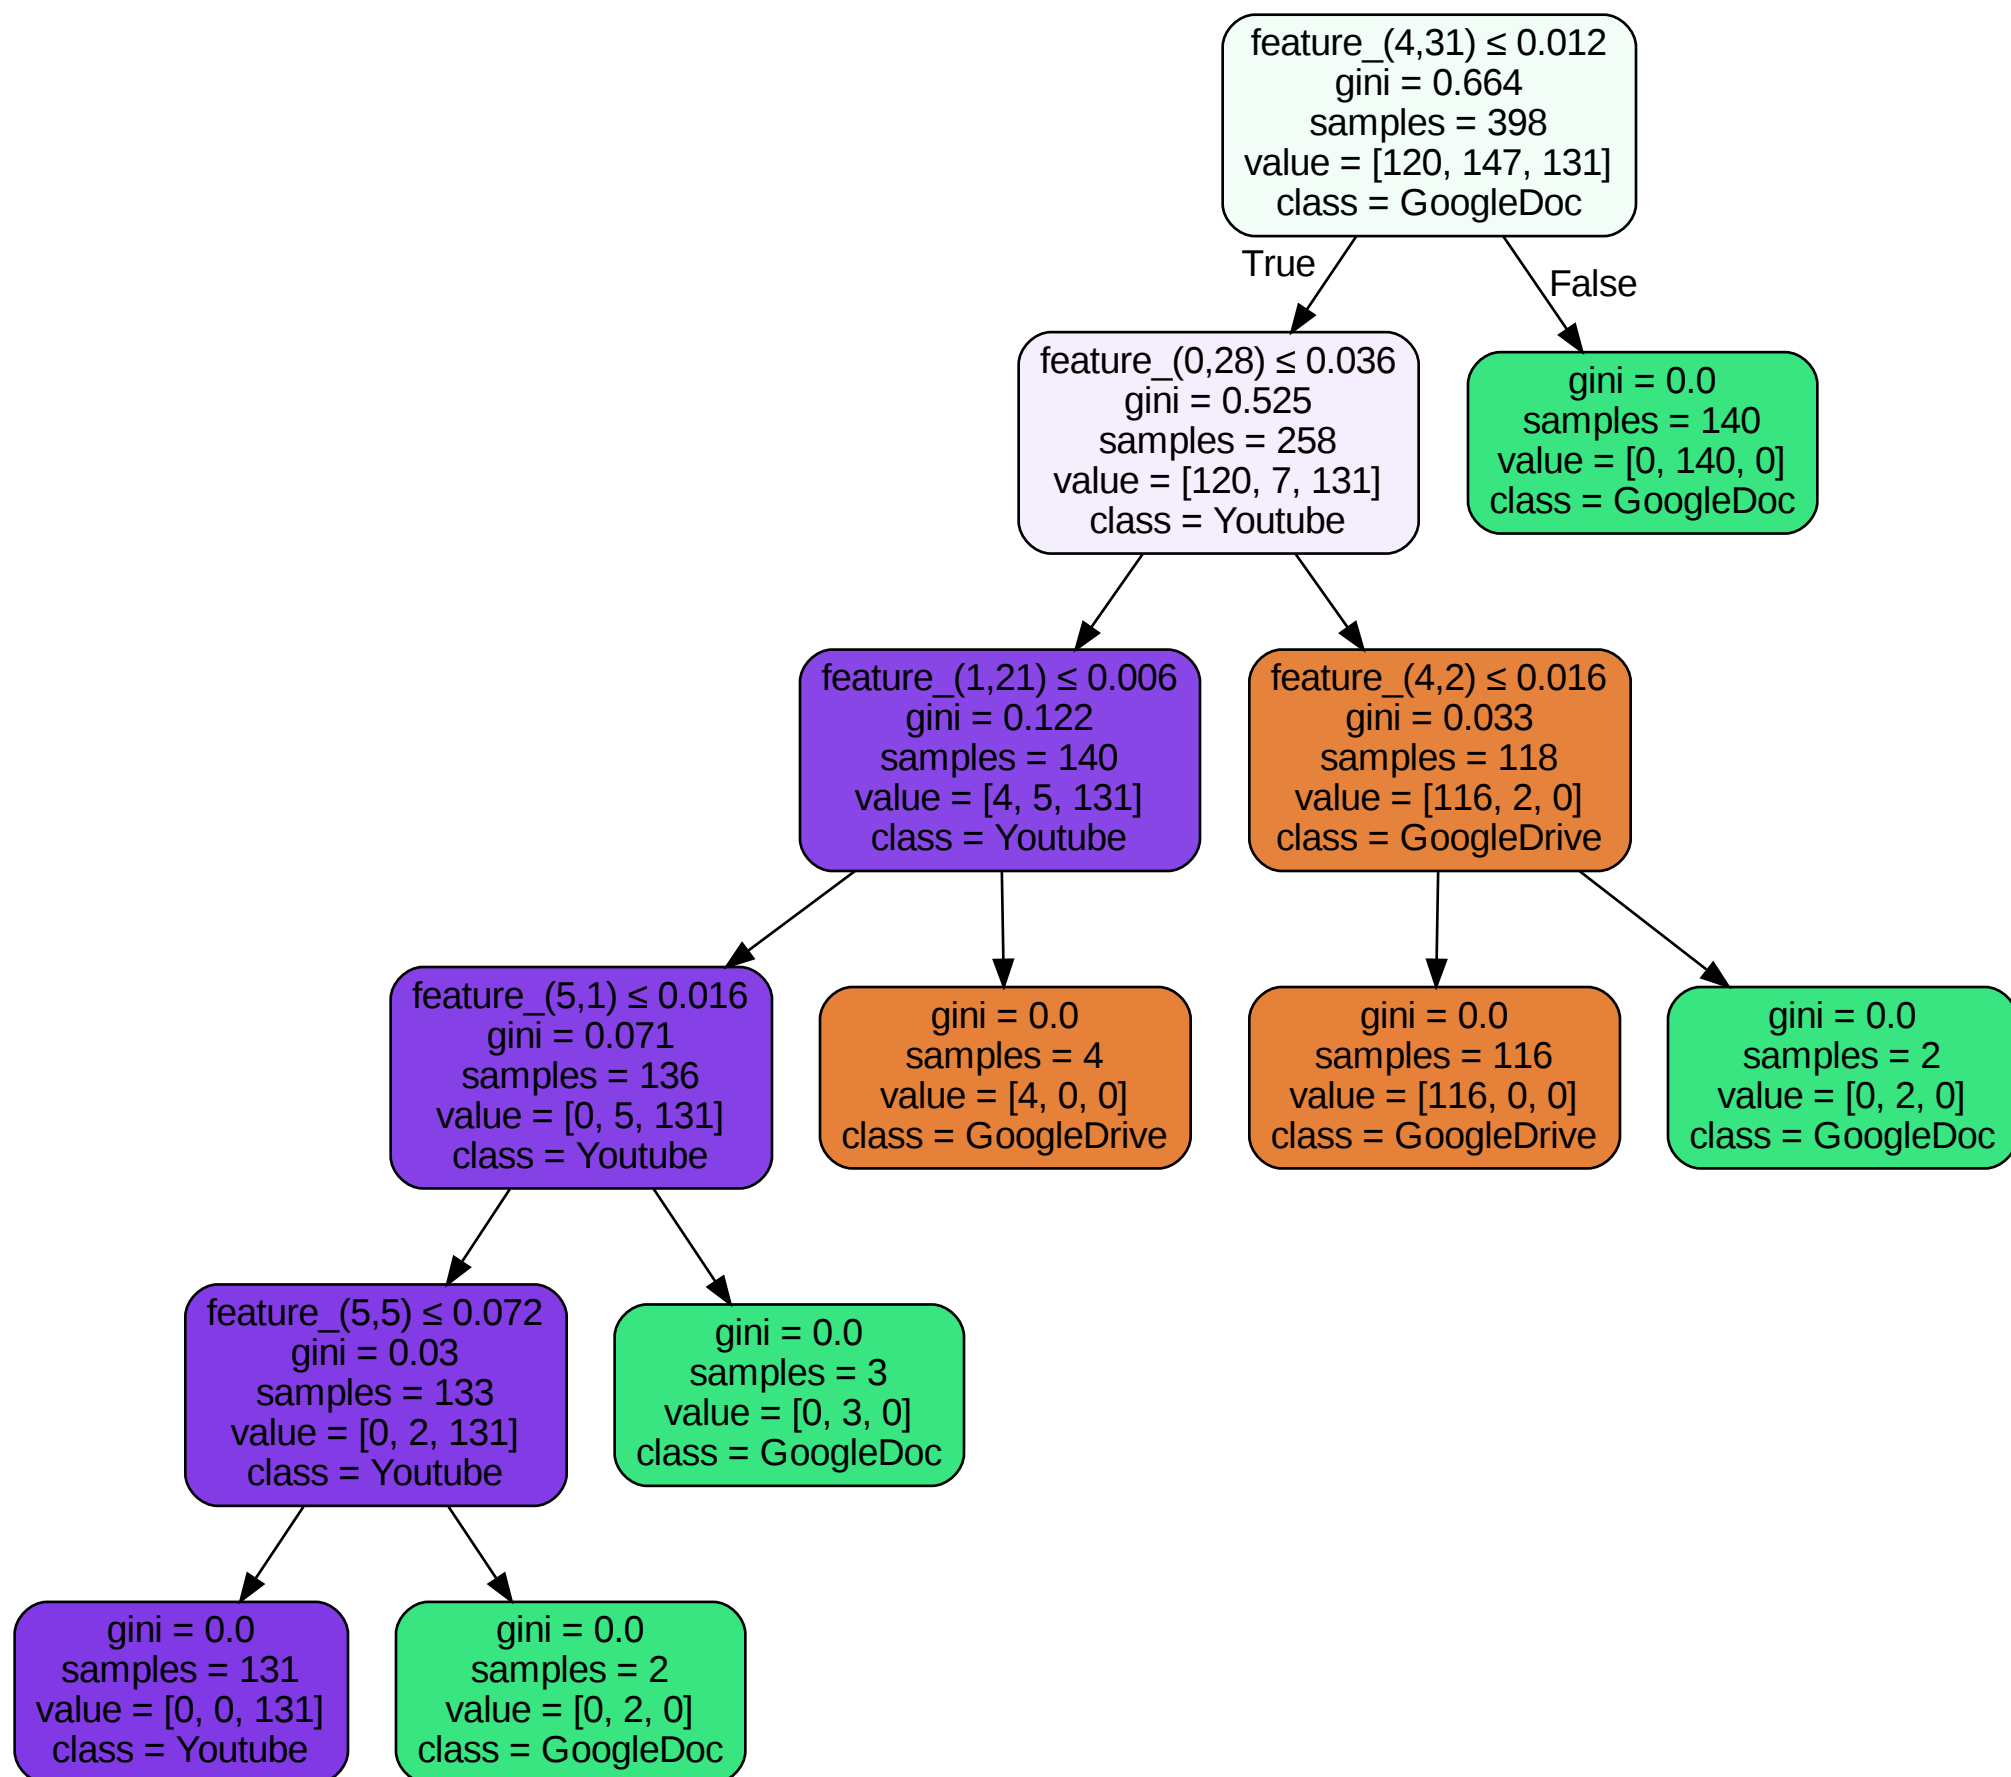 feature_(4,31) ≤ 0.012
gini = 0.664
samples = 398
value = [120, 147, 131]
class = GoogleDoc
True
False
feature_(0,28) ≤ 0.036
gini = 0.525
samples = 258
value = [120, 7, 131]
class = Youtube
gini = 0.0
samples = 140
value = [0, 140, 0]
class = GoogleDoc
feature_(1,21) ≤ 0.006
gini = 0.122
samples = 140
value = [4, 5, 131]
class = Youtube
feature_(4,2) ≤ 0.016
gini = 0.033
samples = 118
value = [116, 2, 0]
class = GoogleDrive
feature_(5,1) ≤ 0.016
gini = 0.071
samples = 136
value = [0, 5, 131]
class = Youtube
gini = 0.0
samples = 4
value = [4, 0, 0]
class = GoogleDrive
gini = 0.0
samples = 116
value = [116, 0, 0]
class = GoogleDrive
gini = 0.0
samples = 2
value = [0, 2, 0]
class = GoogleDoc
feature_(5,5) ≤ 0.072
gini = 0.03
samples = 133
value = [0, 2, 131]
class = Youtube
gini = 0.0
samples = 3
value = [0, 3, 0]
class = GoogleDoc
gini = 0.0
samples = 131
value = [0, 0, 131]
class = Youtube
gini = 0.0
samples = 2
value = [0, 2, 0]
class = GoogleDoc